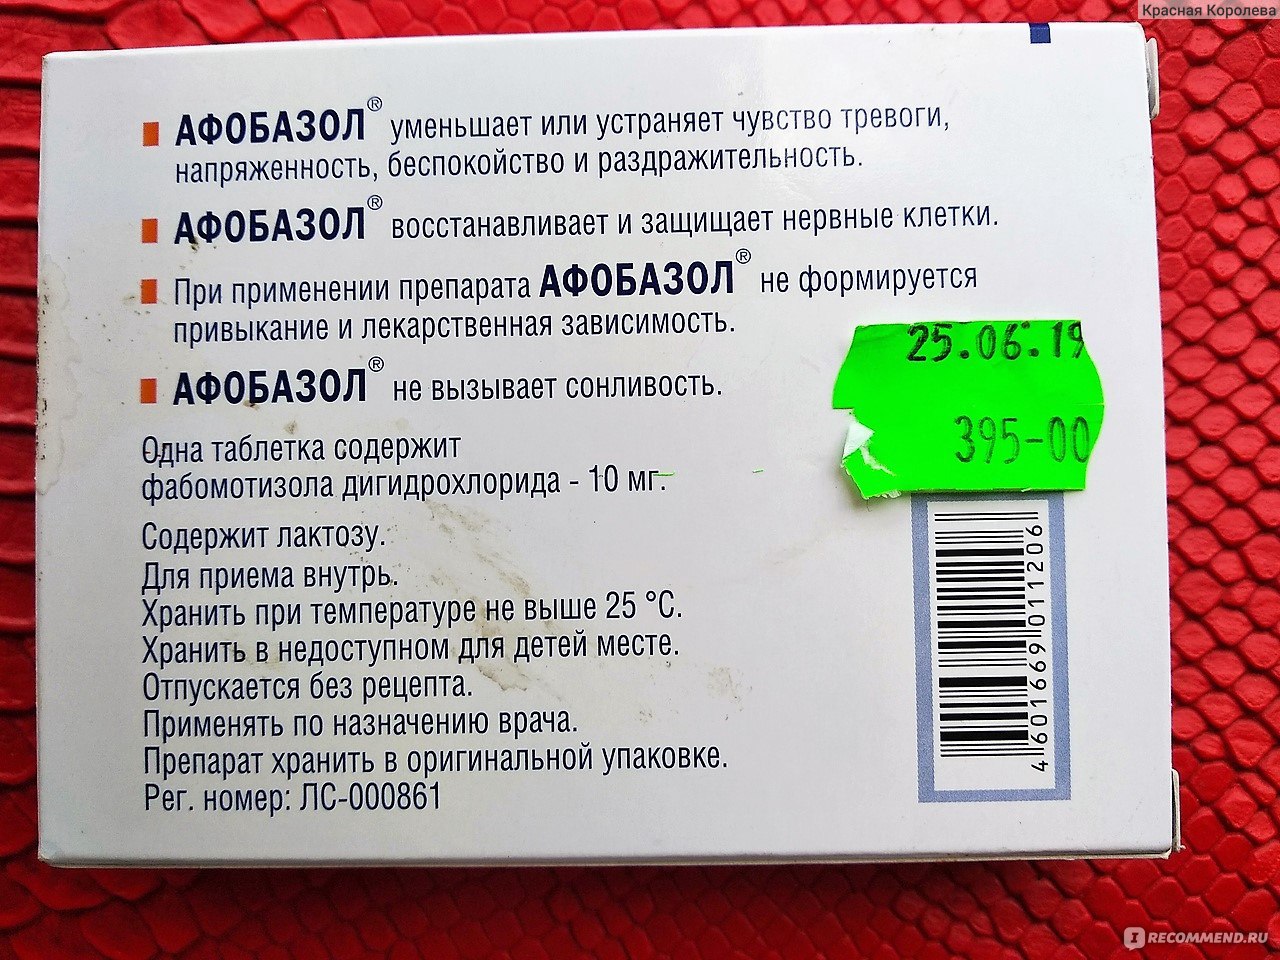 Красная Королева
АФОБАЗОЛ® уменьшает или устраняет чувство тревоги,
напряженность, беспокойство и раздражительность.
АФОБАЗОЛ® восстанавливает и защищает нервные клетки.
При применении препарата АФОБАЗОЛ® не формируется
привыкание и лекарственная зависимость.
АФОБАЗОЛ® не вызывает сонливость.
25.06.19
395-00
Одна таблетка содержит
фабомотизола дигидрохлорида - 10 мг.
Содержит лактозу.
Для приема внутрь.
Хранить при температуре не выше 25 °С.
Хранить в недоступном для детей месте.
Отпускается без рецепта.
Применять по назначению врача.
Препарат хранить в оригинальной упаковке.
Рег. номер: ЛС-000861
4 601669 011206
IRECOMMEND.RU